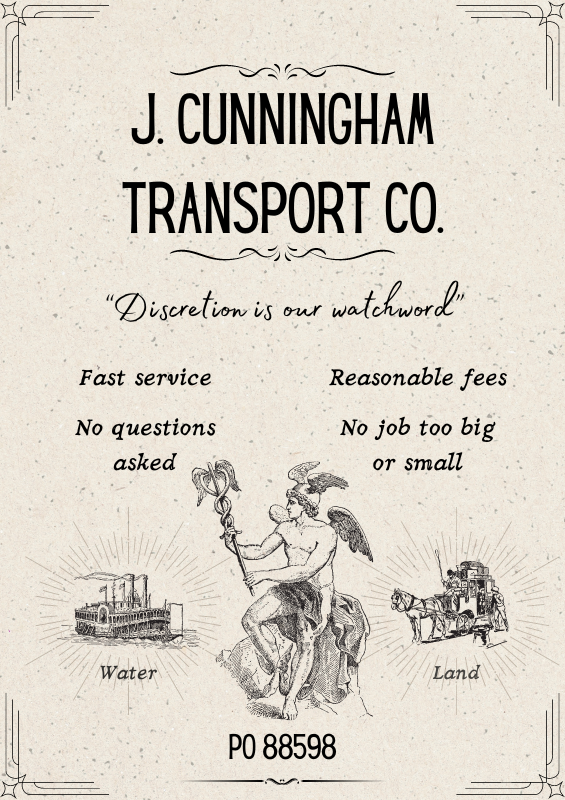 J. CUNNINGHAM
TRANSPORT CO.
“Discretion is our watchword”
Fast service
No questions
asked
Reasonable fees
No job too big
or small
Water
Land
PO 88598